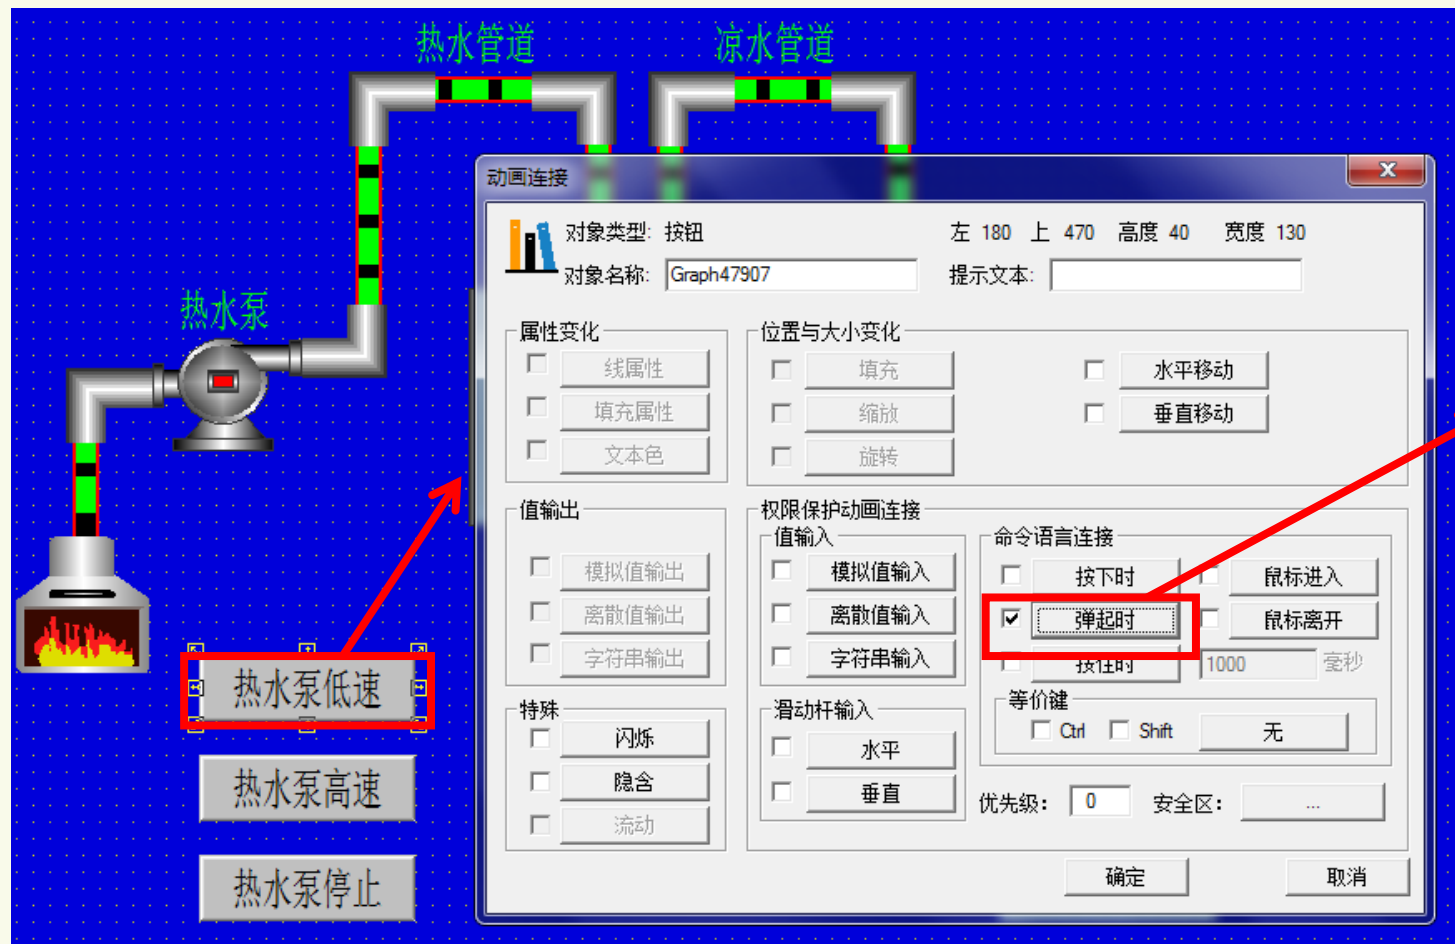 热水管道
凉水管道
动画连接
对象类型: 按钮
左 180 上 470 高度 40 宽度 130
对象名称: Graph47907
提示文本:
热水泵
属性变化
位置与大小变化
线属性
填充
水平移动
填充属性
缩放
垂直移动
文本色
旋转
值输出
权限保护动画连接
值输入
命令语言连接
模拟值输出
模拟值输入
按下时
鼠标进入
离散值输出
离散值输入
弹起时
鼠标离开
字符串输出
字符串输入
按住时
1000 毫秒
热水泵低速
特殊
滑动杆输入
等价键
闪烁
水平
Ctrl
Shift
无
隐含
垂直
优先级: 0
安全区: ...
流动
热水泵高速
确定
取消
热水泵停止